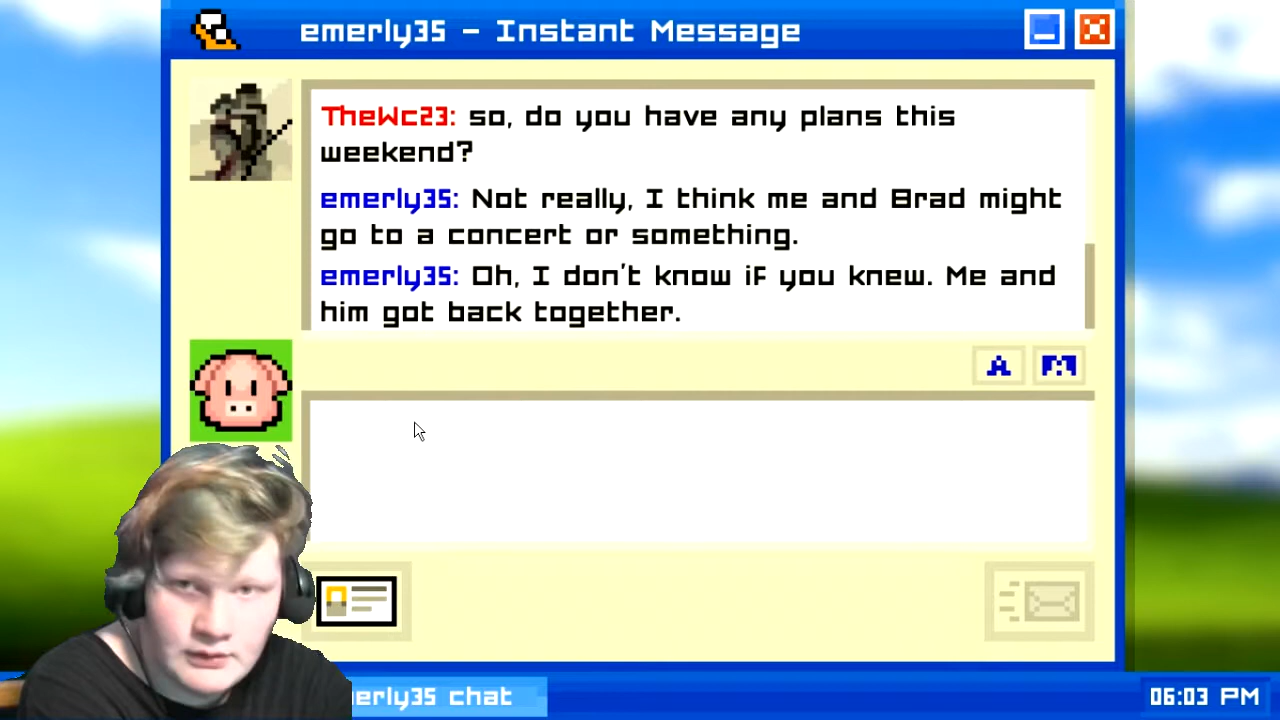 emerly35 - Instant Message
TheWc23: so, do you have any plans this
weekend?
emerly35: Not really, I think me and Brad might
go to a concert or something.
emerly35: Oh, I don't know if you knew. Me and
him got back together.
A
erly35 chat
06:03 PM